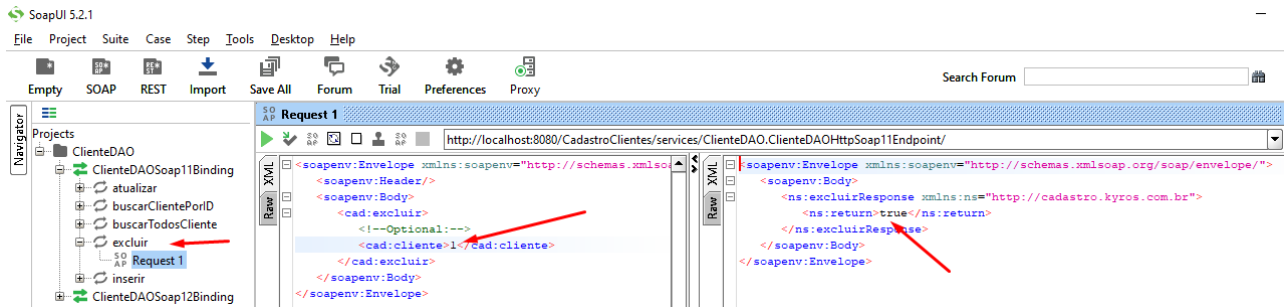 SoapUI 5.2.1
File Project Suite Case Step Tools Desktop Help
Empty SOAP REST Import Save All Forum Trial Preferences Proxy
Search Forum
Navigator
Projects
ClienteDAO
ClienteDAOSoap11Binding
atualizar
buscarClientePorID
buscarTodosCliente
excluir
Request 1
inserir
ClienteDAOSoap12Binding
Request 1
http://localhost:8080/CadastroClientes/services/ClienteDAO.ClienteDAOHttpSoap11Endpoint/
XML
Raw
<soapenv:Envelope xmlns:soapenv="http://schemas.xmlsoa
<soapenv:Header/>
<soapenv:Body>
<cad:excluir>
<!--Optional:-->
<cad:cliente>1</cad:cliente>
</cad:excluir>
</soapenv:Body>
</soapenv:Envelope>
XML
Raw
<soapenv:Envelope xmlns:soapenv="http://schemas.xmlsoap.org/soap/envelope/">
<soapenv:Body>
<ns:excluirResponse xmlns:ns="http://cadastro.kyros.com.br">
<ns:return>true</ns:return>
</ns:excluirResponse>
</soapenv:Body>
</soapenv:Envelope>